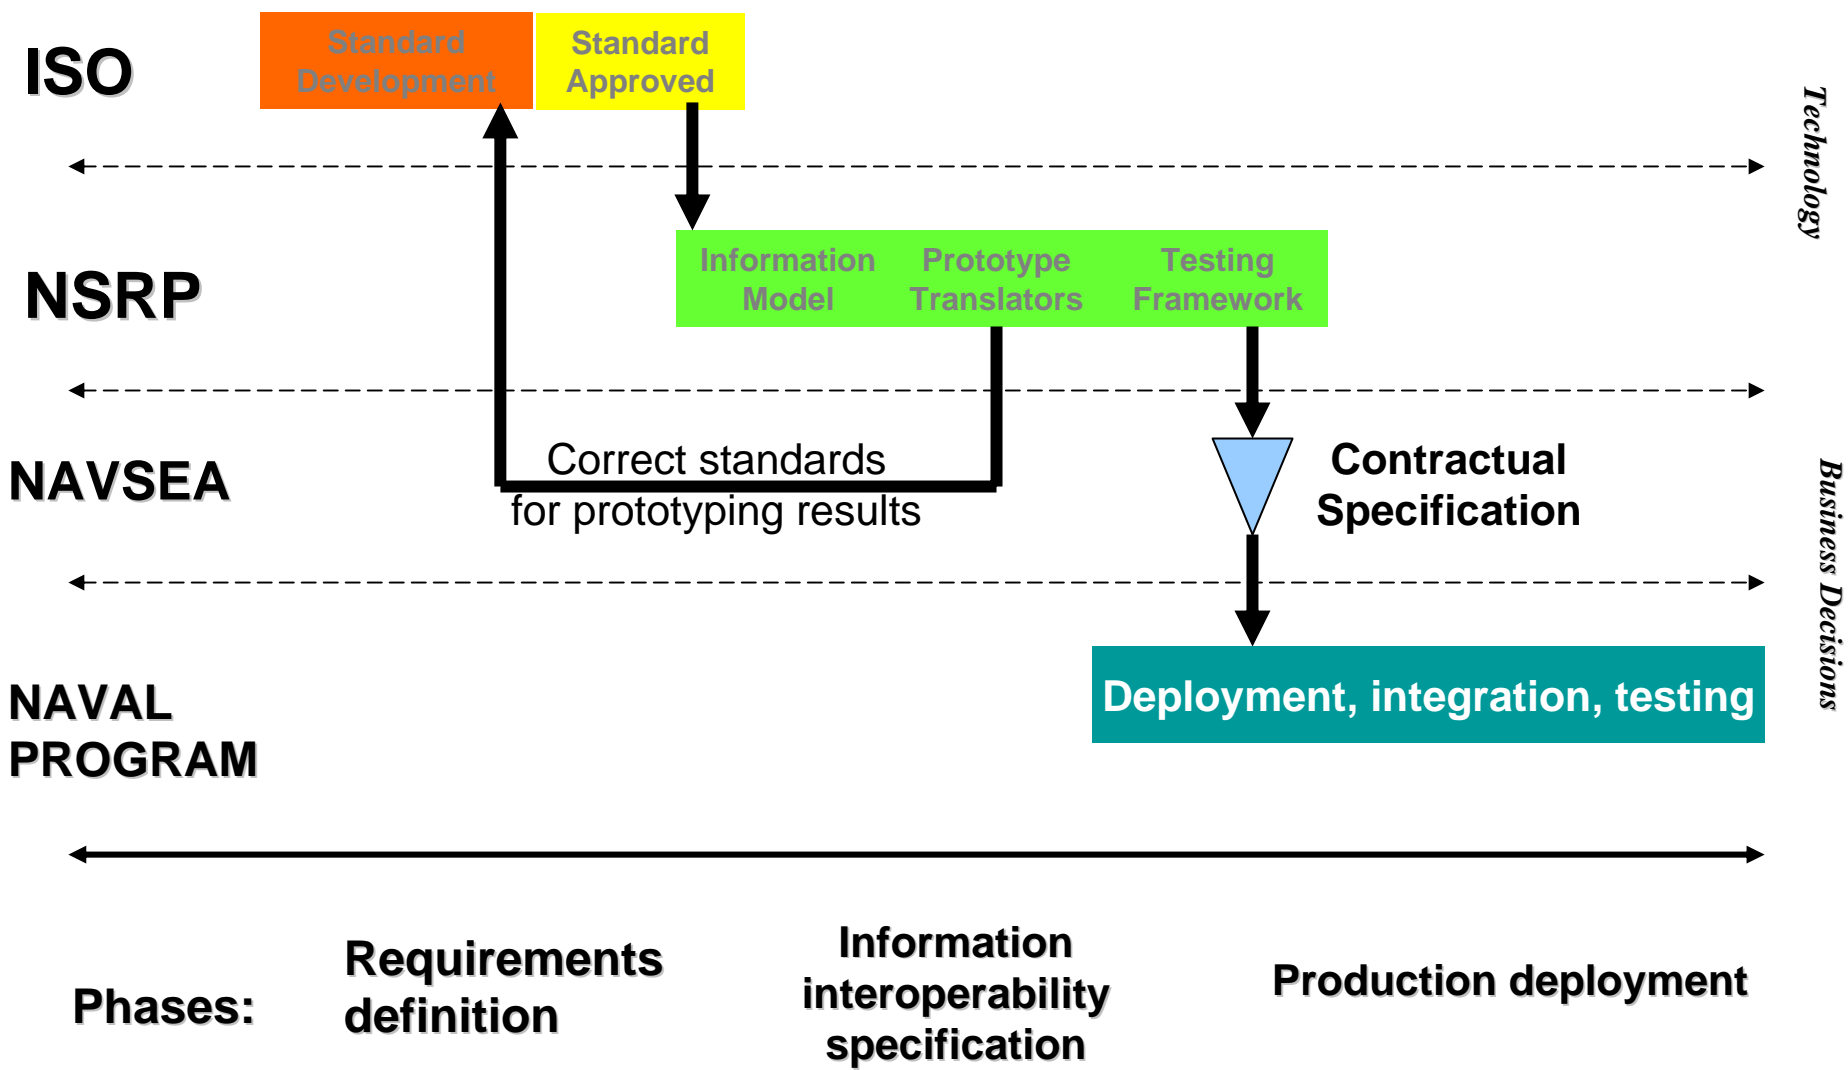 ISO
Standard
Development
Standard
Approved
Technology
NSRP
Information
Model
Prototype
Translators
Testing
Framework
NAVSEA
Correct standards
for prototyping results
Contractual
Specification
Business Decisions
NAVAL
PROGRAM
Deployment, integration, testing
Phases:
Requirements
definition
Information
interoperability
specification
Production deployment